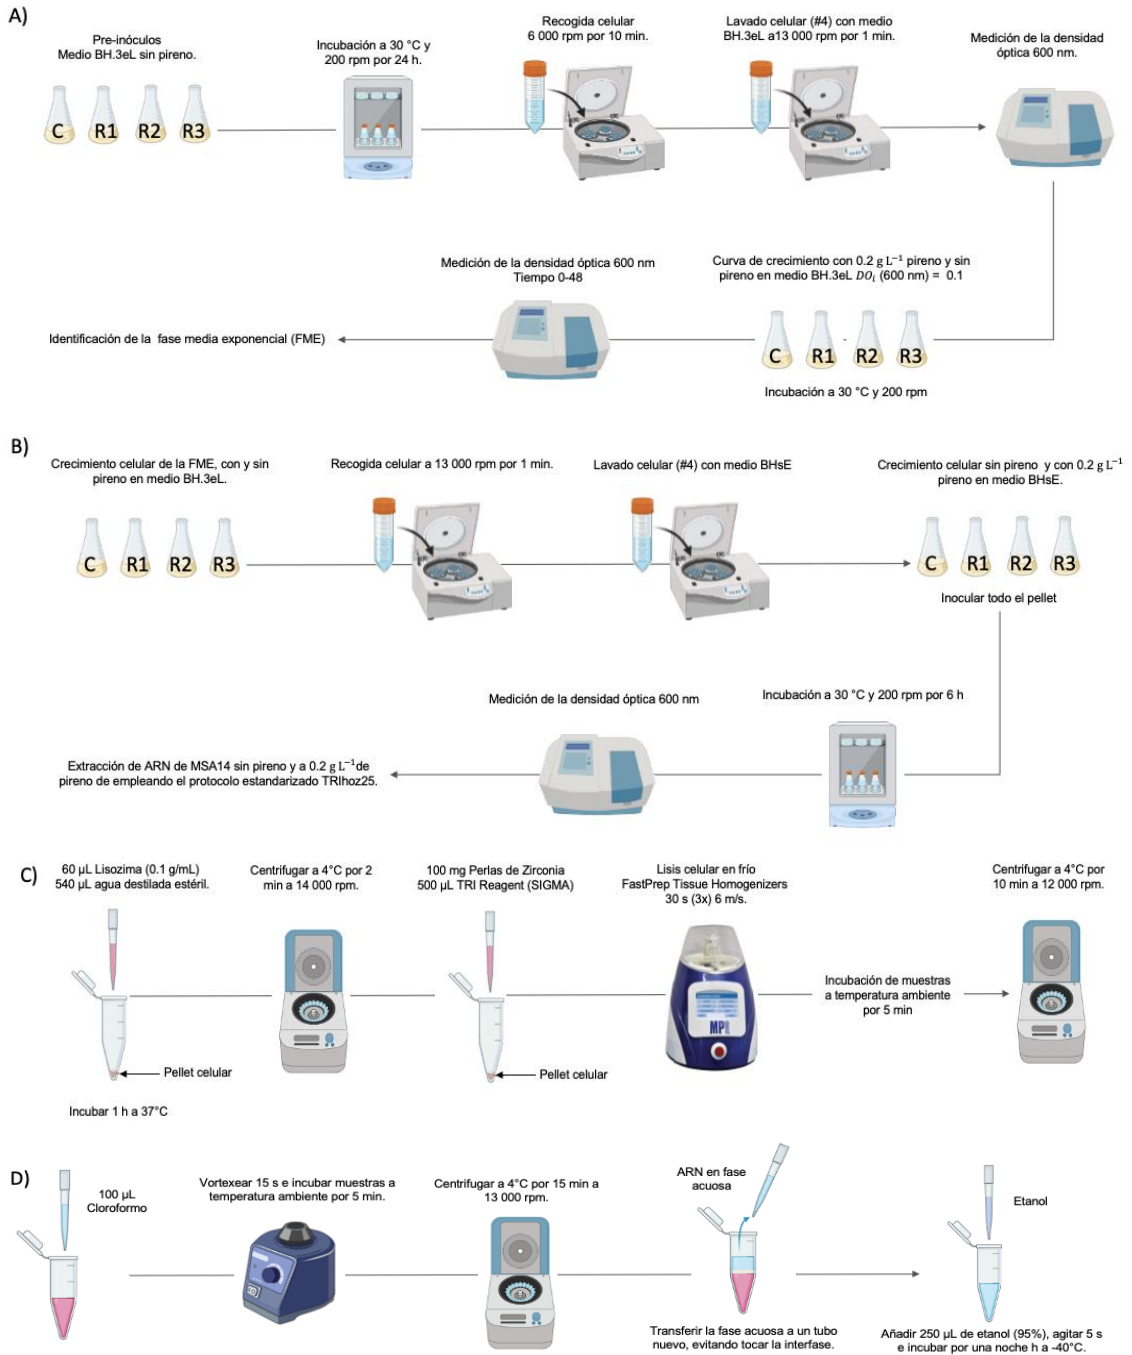 A)
Pre-inóculos
Medio BH.3eL sin pireno.
C R1 R2 R3
Incubación a 30 °C y
200 rpm por 24 h.
Recogida celular
6 000 rpm por 10 min.
Lavado celular (#4) con medio
BH.3eL a13 000 rpm por 1 min.
Medición de la densidad
óptica 600 nm.
Curva de crecimiento con 0.2 g L⁻¹ pireno y sin
pireno en medio BH.3eL DOᵢ (600 nm) = 0.1
C R1 R2 R3
Incubación a 30 °C y 200 rpm
Medición de la densidad óptica 600 nm
Tiempo 0-48
Identificación de la fase media exponencial (FME)
B)
Crecimiento celular de la FME, con y sin
pireno en medio BH.3eL.
C R1 R2 R3
Recogida celular a 13 000 rpm por 1 min.
Lavado celular (#4) con medio BHsE
Crecimiento celular sin pireno y con 0.2 g L⁻¹
pireno en medio BHsE.
C R1 R2 R3
Inocular todo el pellet
Incubación a 30 °C y 200 rpm por 6 h
Medición de la densidad óptica 600 nm
Extracción de ARN de MSA14 sin pireno y a 0.2 g L⁻¹de
pireno de empleando el protocolo estandarizado TRIhoz25.
C)
60 µL Lisozima (0.1 g/mL)
540 µL agua destilada estéril.
Pellet celular
Incubar 1 h a 37°C
Centrifugar a 4°C por 2
min a 14 000 rpm.
100 mg Perlas de Zirconia
500 µL TRI Reagent (SIGMA)
Pellet celular
Lisis celular en frío
FastPrep Tissue Homogenizers
30 s (3x) 6 m/s.
MP
Incubación de muestras
a temperatura ambiente
por 5 min
Centrifugar a 4°C por
10 min a 12 000 rpm.
D)
100 µL
Cloroformo
Vortexear 15 s e incubar muestras a
temperatura ambiente por 5 min.
Centrifugar a 4°C por 15 min a
13 000 rpm.
ARN en fase
acuosa
Transferir la fase acuosa a un tubo
nuevo, evitando tocar la interfase.
Etanol
Añadir 250 µL de etanol (95%), agitar 5 s
e incubar por una noche h a -40°C.